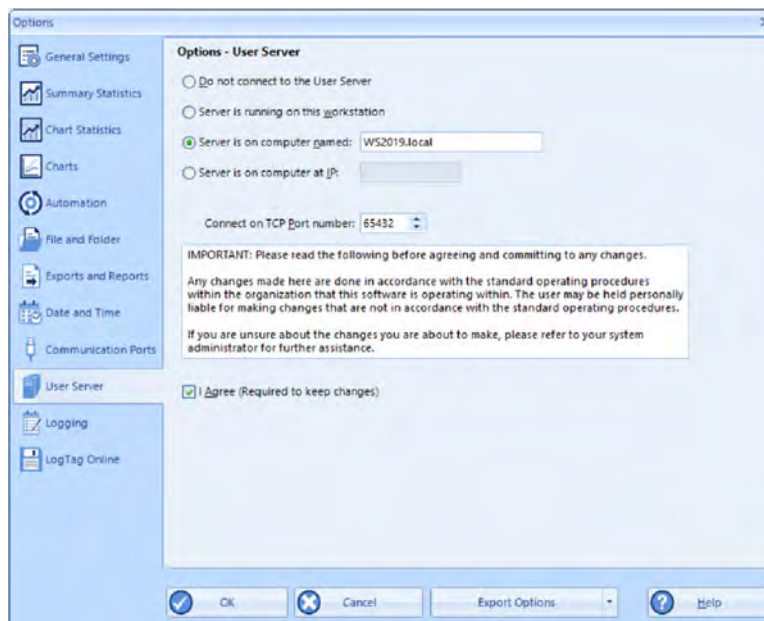 Options
General Settings
Summary Statistics
Chart Statistics
Charts
Automation
File and Folder
Exports and Reports
Date and Time
Communication Ports
User Server
Logging
LogTag Online
Options - User Server
Do not connect to the User Server
Server is running on this workstation
Server is on computer named: WS2019.local
Server is on computer at IP:
Connect on TCP Port number: 65432
IMPORTANT: Please read the following before agreeing and committing to any changes.
Any changes made here are done in accordance with the standard operating procedures
within the organization that this software is operating within. The user may be held personally
liable for making changes that are not in accordance with the standard operating procedures.
If you are unsure about the changes you are about to make, please refer to your system
administrator for further assistance.
I Agree (Required to keep changes)
OK
Cancel
Export Options
Help